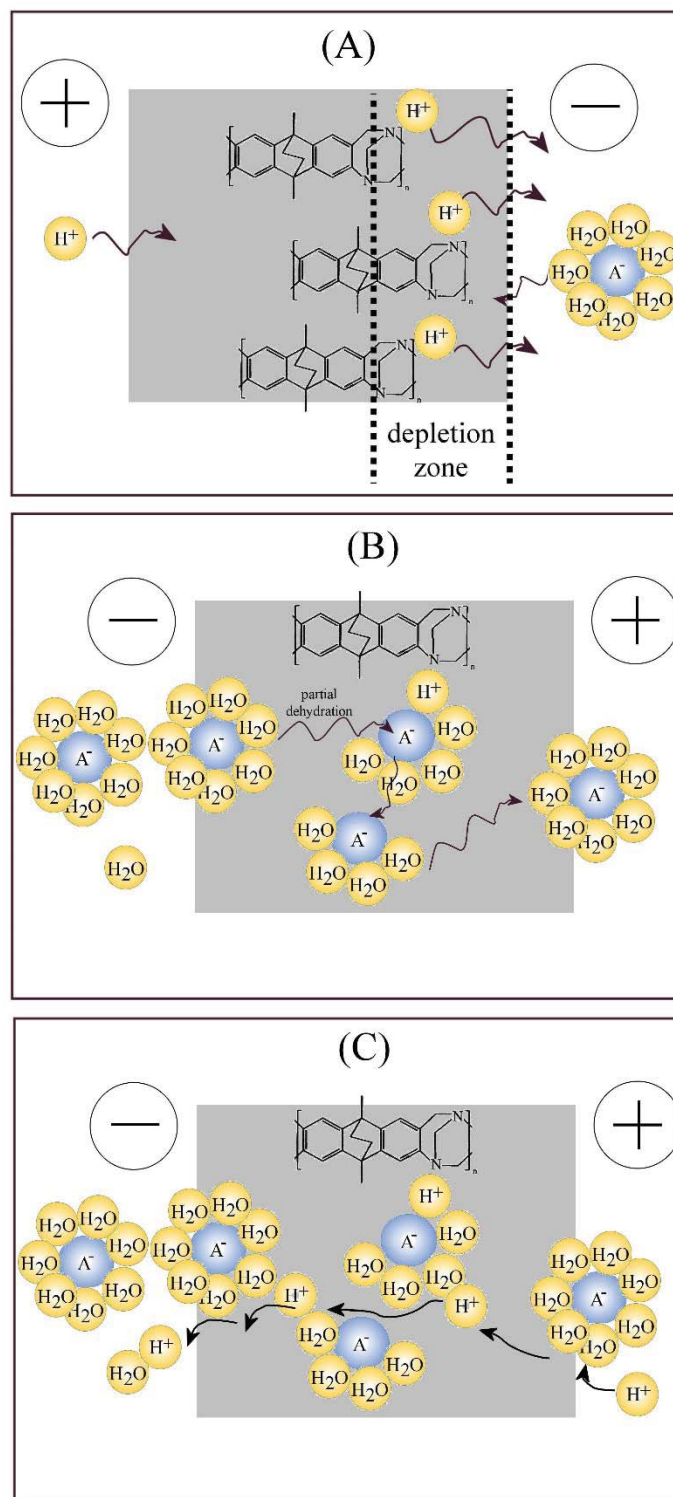 (A)
+
−
H⁺
N
N
n
H⁺
H⁺
N
N
n
H⁺
N
N
n
H⁺
H₂O H₂O
H₂O
H₂O A⁻
H₂O
H₂O
H₂O
depletion
zone
(B)
−
+
N
N
n
H₂O H₂O
H₂O
H₂O A⁻
H₂O
H₂O
H₂O
H₂O H₂O
H₂O
H₂O A⁻
H₂O
H₂O
H₂O
partial
dehydration
H⁺
A⁻ H₂O
H₂O
H₂O
H₂O
H₂O A⁻
H₂O
H₂O H₂O
H₂O H₂O
H₂O
H₂O A⁻
H₂O
H₂O
H₂O
H₂O
(C)
−
+
N
N
n
H₂O H₂O
H₂O
H₂O A⁻
H₂O
H₂O
H₂O
H₂O H₂O
H₂O
H₂O A⁻
H₂O
H₂O
H₂O
H⁺
A⁻ H₂O
H₂O
H₂O
H₂O
H⁺
H⁺
H₂O A⁻
H₂O
H₂O H₂O
H₂O H₂O
H₂O
H₂O A⁻
H₂O
H₂O
H₂O
H⁺
H₂O
H⁺